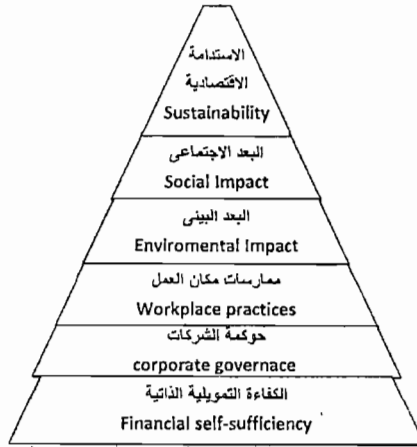 الاستدامة
الاقتصادية
Sustainability
البعد الاجتماعى
Social Impact
البعد البينى
Enviromental Impact
ممارسات مكان العمل
Workplace practices
حوكمة الشركات
corporate governace
الكفاءة التمويلية الذاتية
Financial self-sufficiency